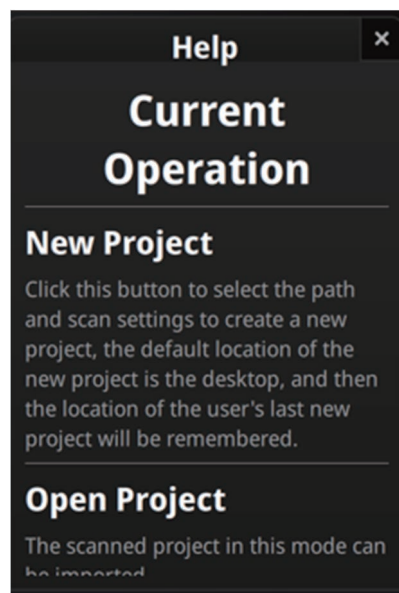 Help
×
Current
Operation
New Project
Click this button to select the path
and scan settings to create a new
project, the default location of the
new project is the desktop, and then
the location of the user's last new
project will be remembered.
Open Project
The scanned project in this mode can
be imported